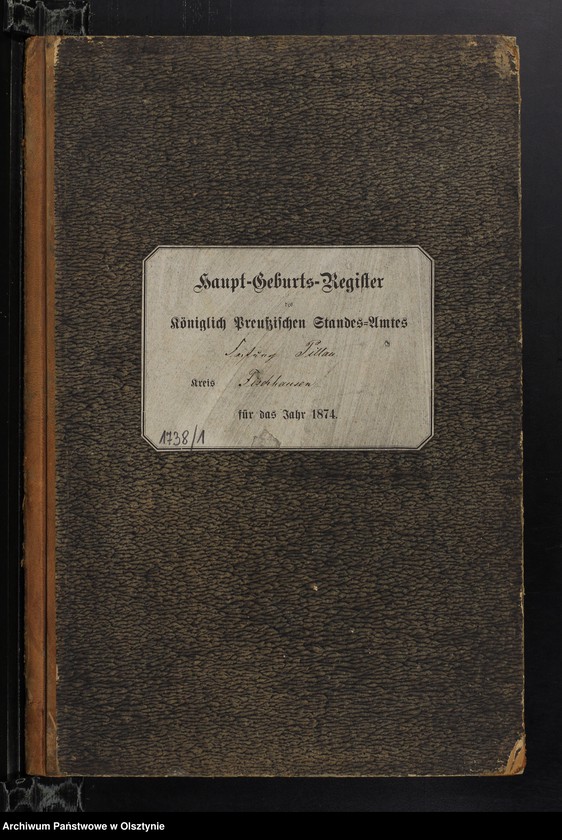 Haupt-Geburts-Register
des
Königlich Preußischen Standes-Amtes
Festung Pillau
Kreis Fischhausen
für das Jahr 1874.
1738/1
Archiwum Państwowe w Olsztynie